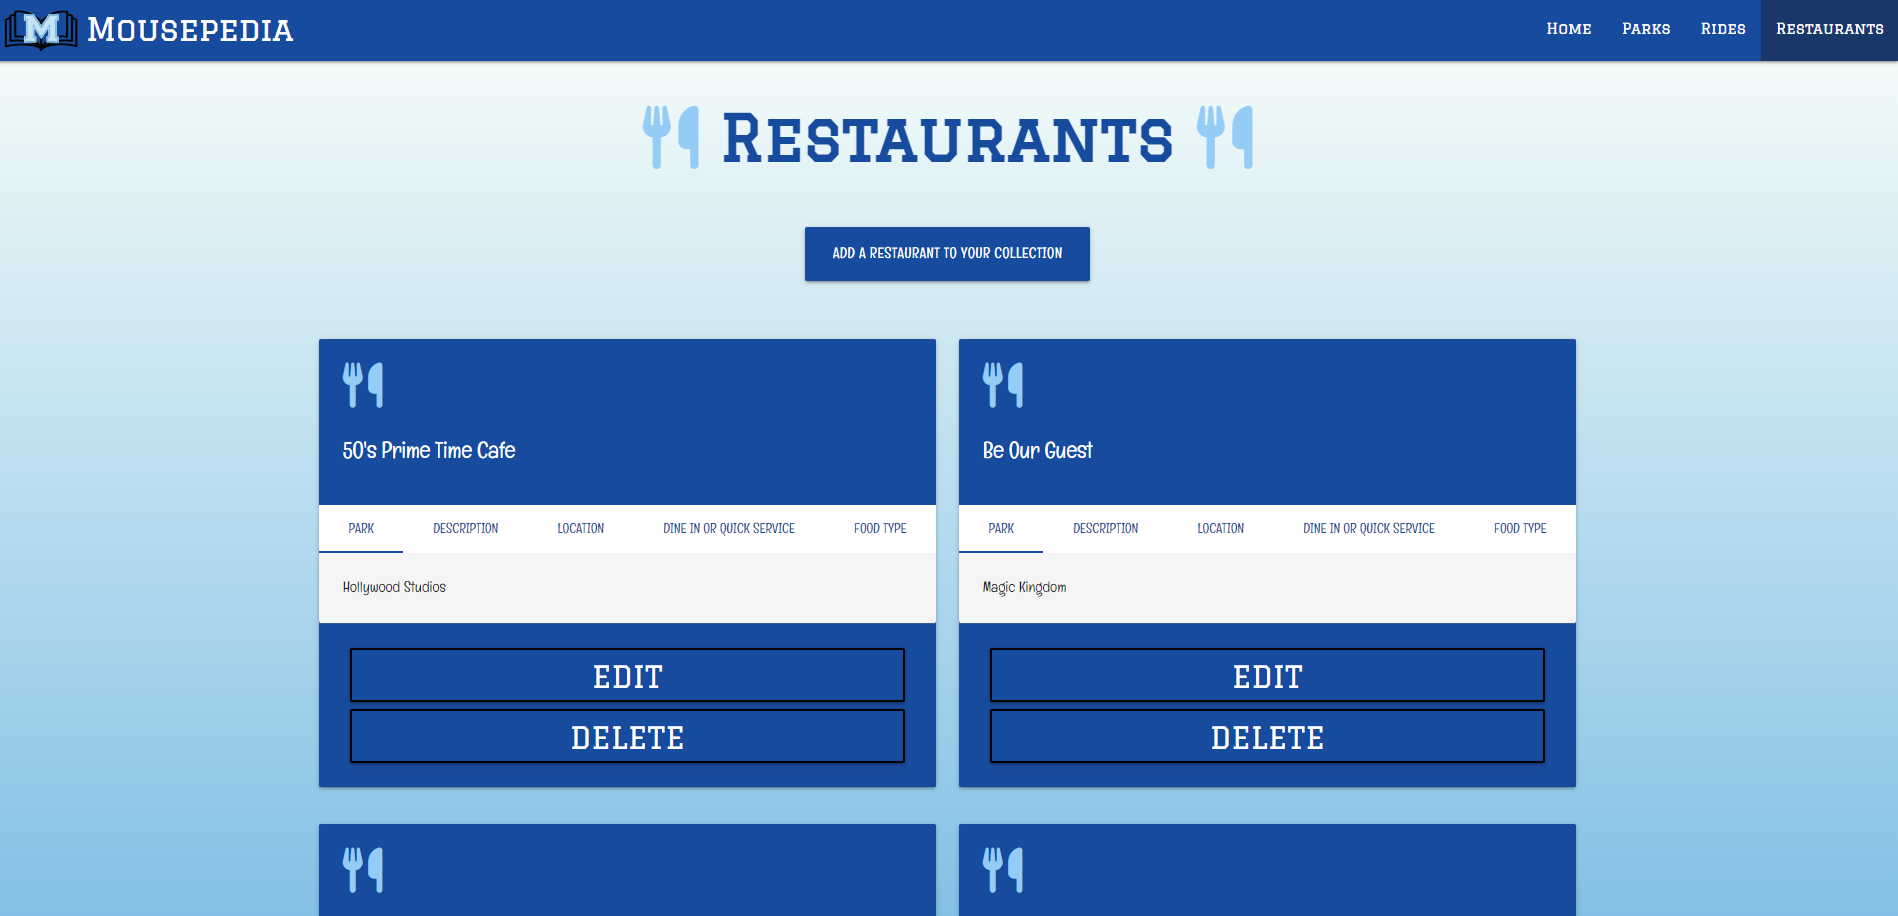 M Mousepedia Home Parks Rides Restaurants
Restaurants
ADD A RESTAURANT TO YOUR COLLECTION
50's Prime Time Cafe
PARK DESCRIPTION LOCATION DINE IN OR QUICK SERVICE FOOD TYPE
Hollywood Studios
EDIT
DELETE
Be Our Guest
PARK DESCRIPTION LOCATION DINE IN OR QUICK SERVICE FOOD TYPE
Magic Kingdom
EDIT
DELETE